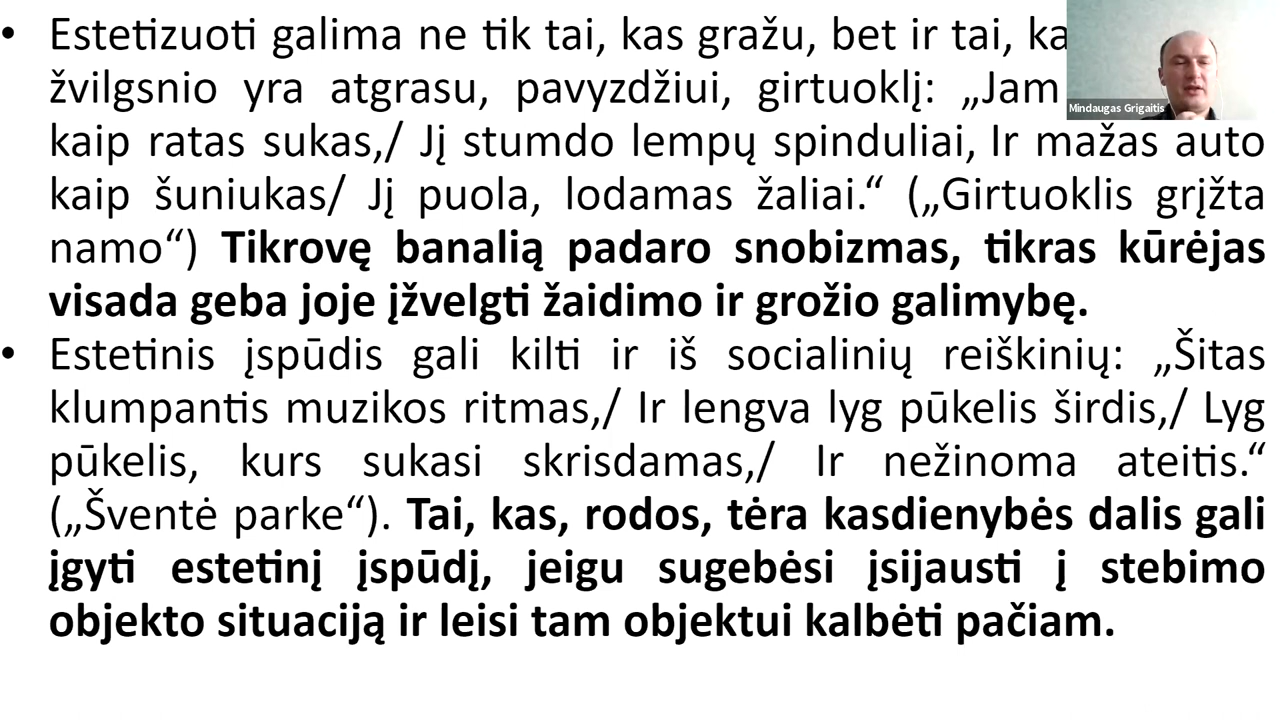 • Estetizuoti galima ne tik tai, kas gražu, bet ir tai,
žvilgsnio yra atgrasu, pavyzdžiui, girtuoklį: „Jam
Mindaugas Grigaitis
kaip ratas sukas,/ Jį stumdo lempų spinduliai, Ir mažas auto
kaip šuniukas/ Jį puola, lodamas žaliai.“ („Girtuoklis grįžta
namo“) Tikrovę banalią padaro snobizmas, tikras kūrėjas
visada geba joje įžvelgti žaidimo ir grožio galimybę.
• Estetinis įspūdis gali kilti ir iš socialinių reiškinių: „Šitas
klumpantis muzikos ritmas,/ Ir lengva lyg pūkelis širdis,/ Lyg
pūkelis, kurs sukasi skrisdamas,/ Ir nežinoma ateitis.“
(„Šventė parke“). Tai, kas, rodos, tėra kasdienybės dalis gali
įgyti estetinį įspūdį, jeigu sugebėsi įsijausti į stebimo
objekto situaciją ir leisi tam objektui kalbėti pačiam.